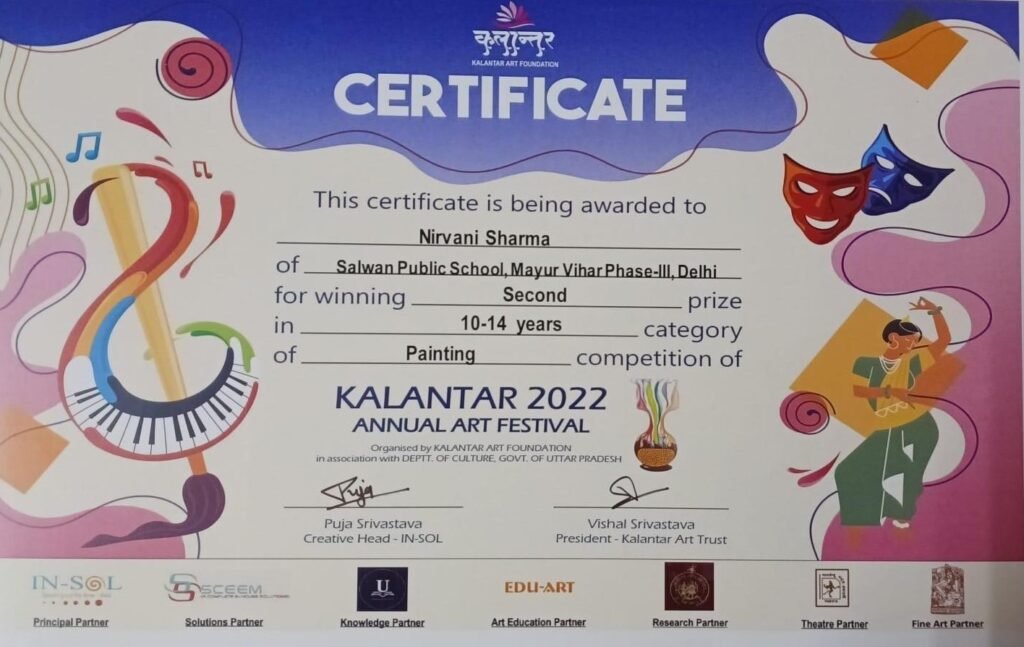 कलान्तर
KALANTAR ART FOUNDATION
CERTIFICATE
This certificate is being awarded to
Nirvani Sharma
of Salwan Public School, Mayur Vihar Phase-III, Delhi
for winning Second prize
in 10-14 years category
of Painting competition of
KALANTAR 2022
ANNUAL ART FESTIVAL
Organised by KALANTAR ART FOUNDATION
in association with DEPTT. OF CULTURE, GOVT. OF UTTAR PRADESH
Puja
Puja Srivastava
Creative Head - IN-SOL
Vishal Srivastava
President - Kalantar Art Trust
IN-SOL
SCEEM
U
EDU-ART
Principal Partner
Solutions Partner
Knowledge Partner
Art Education Partner
Research Partner
Theatre Partner
Fine Art Partner